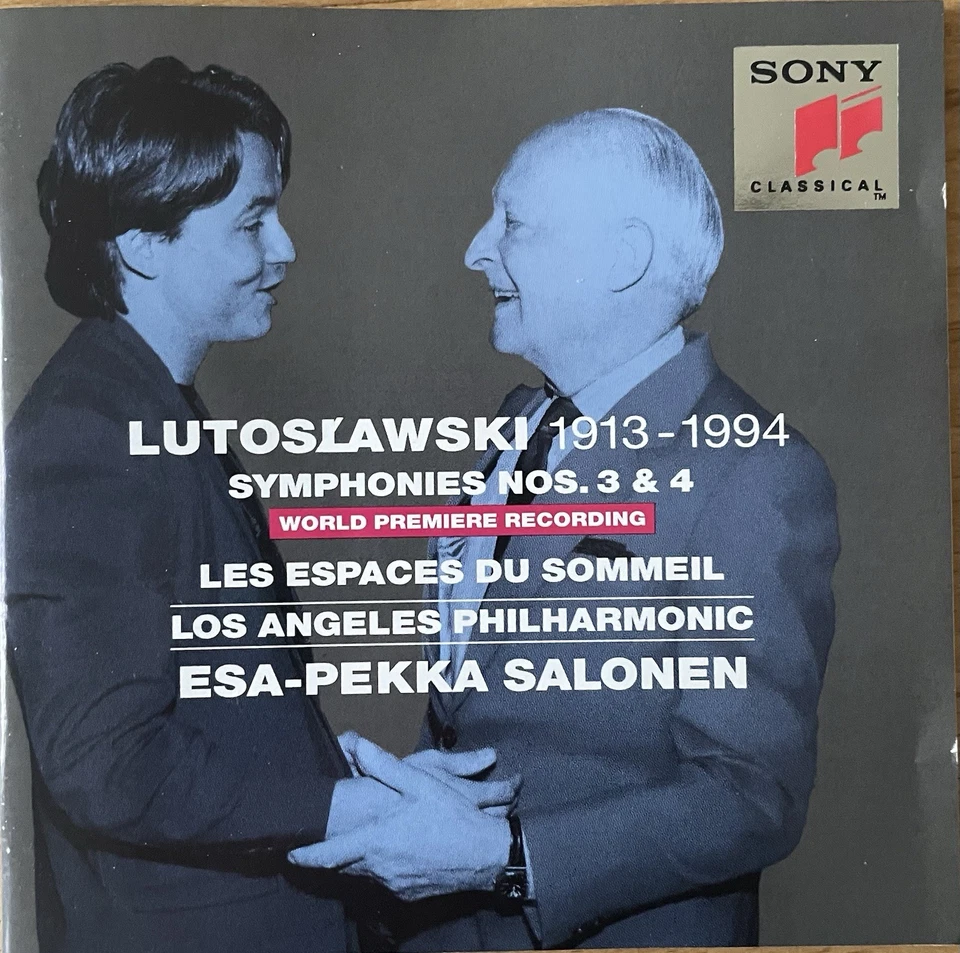 SONY
CLASSICAL
TM
LUTOSŁAWSKI 1913-1994
SYMPHONIES NOS. 3 & 4
WORLD PREMIERE RECORDING
LES ESPACES DU SOMMEIL
LOS ANGELES PHILHARMONIC
ESA-PEKKA SALONEN